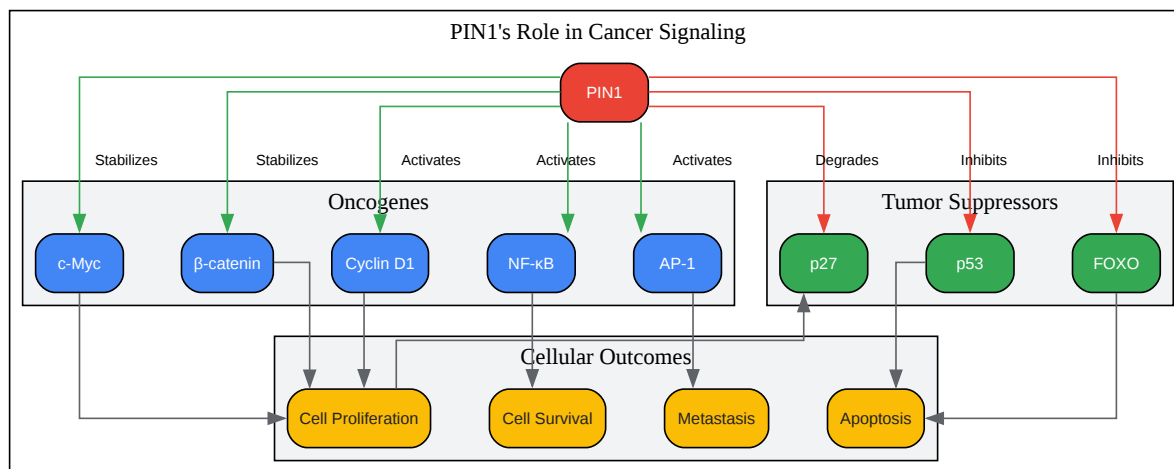 PIN1's Role in Cancer Signaling
PIN1
Stabilizes
Stabilizes
Activates
Activates
Activates
Degrades
Inhibits
Inhibits
Oncogenes
Tumor Suppressors
c-Myc
β-catenin
Cyclin D1
NF-κB
AP-1
p27
p53
FOXO
Cellular Outcomes
Cell Proliferation
Cell Survival
Metastasis
Apoptosis